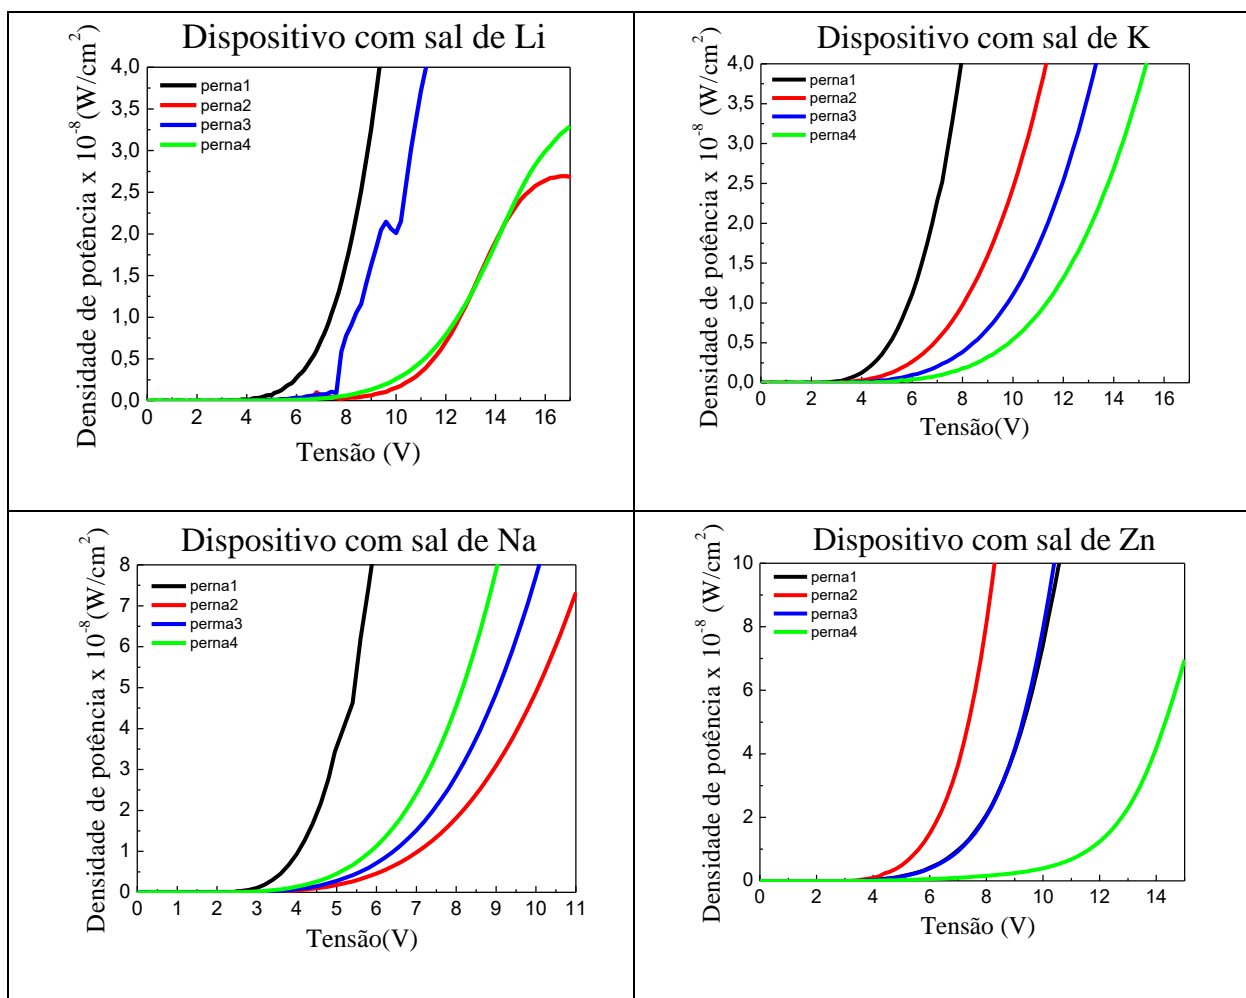 Dispositivo com sal de Li
Densidade de potência x 10⁻⁸(W/cm²)
4,0
3,5
3,0
2,5
2,0
1,5
1,0
0,5
0,0
perna1
perna2
perna3
perna4
0 2 4 6 8 10 12 14 16
Tensão (V)
Dispositivo com sal de K
Densidade de potência x 10⁻⁸ (W/cm²)
4,0
3,5
3,0
2,5
2,0
1,5
1,0
0,5
0,0
perna1
perna2
perna3
perna4
0 2 4 6 8 10 12 14 16
Tensão(V)
Dispositivo com sal de Na
Densidade de potência x 10⁻⁸ (W/cm²)
8
7
6
5
4
3
2
1
0
perna1
perna2
perma3
perna4
0 1 2 3 4 5 6 7 8 9 10 11
Tensão(V)
Dispositivo com sal de Zn
Densidade de potência x 10⁻⁸ (W/cm²)
10
8
6
4
2
0
perna1
perna2
perna3
perna4
0 2 4 6 8 10 12 14
Tensão (V)